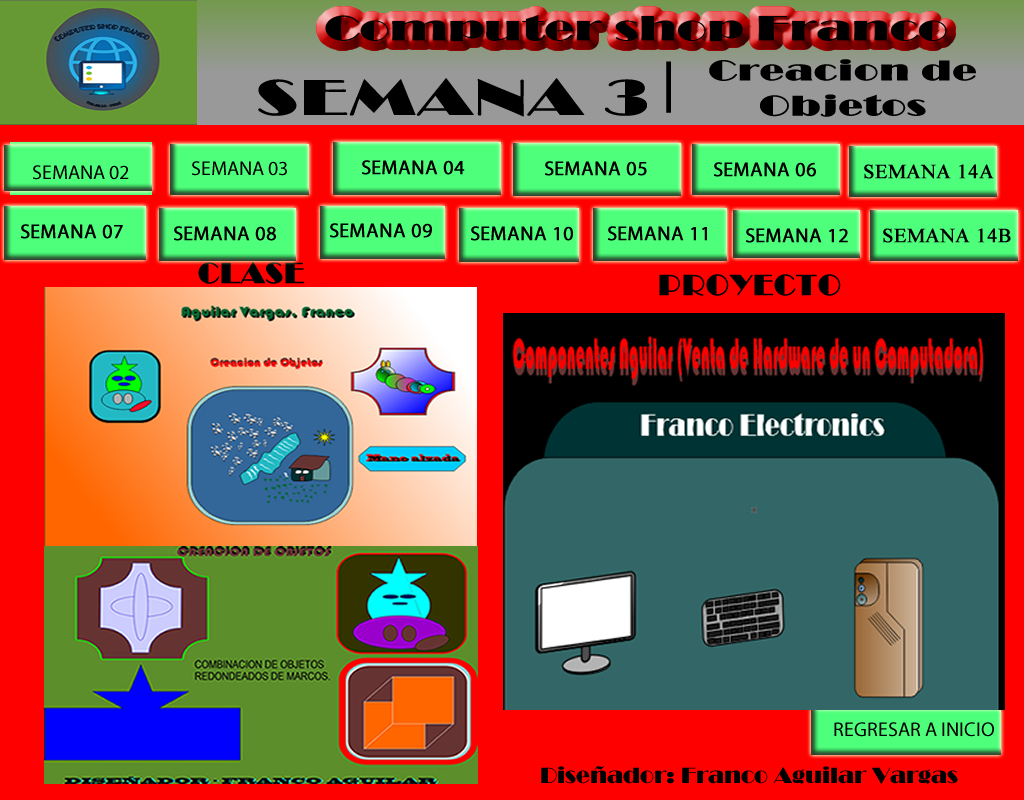 COMPUTER SHOP FRANCO
Computer shop Franco
SEMANA 3
Creacion de
Objetos
SEMANA 02
SEMANA 03
SEMANA 04
SEMANA 05
SEMANA 06
SEMANA 14A
SEMANA 07
SEMANA 08
SEMANA 09
SEMANA 10
SEMANA 11
SEMANA 12
SEMANA 14B
CLASE
PROYECTO
Aguilar Vargas, Franco
Creacion de Objetos
Mano alzada
CREACION DE OBJETOS
COMBINACION DE OBJETOS
REDONDEADOS DE MARCOS.
DISEÑADOR : FRANCO AGUILAR
Componentes Aguilar (Venta de Hardware de un Computadora)
Franco Electronics
REGRESAR A INICIO
Diseñador: Franco Aguilar Vargas